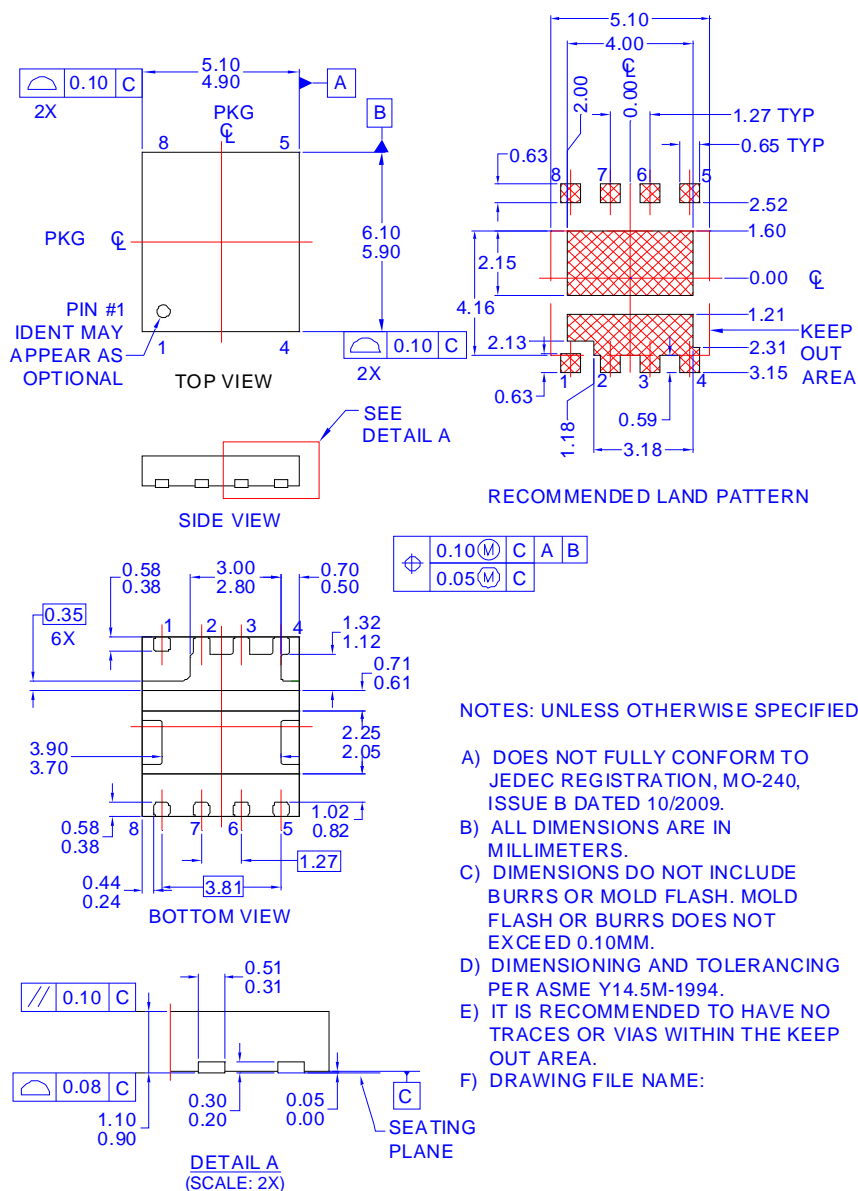 5.10
4.90
0.10 C
A
2X
PKG
C
L
B
8 5
PKG C
L
6.10
5.90
PIN #1
IDENT MAY
APPEAR AS
OPTIONAL
1 4
0.10 C
2X
TOP VIEW
SEE
DETAIL A
SIDE VIEW
5.10
4.00
C
L
2.00
0.00
1.27 TYP
0.65 TYP
0.63
8 7 6 5
2.52
1.60
2.15
0.00 C
L
4.16
1.21
KEEP
OUT
AREA
2.13
2.31
3.15
1 2 3 4
0.63
0.59
1.18
3.18
RECOMMENDED LAND PATTERN
0.10 M C A B
0.05 M C
0.58
0.38
3.00
2.80
0.70
0.50
0.35
6X
1 2 3 4
1.32
1.12
0.71
0.61
2.25
2.05
3.90
3.70
0.58
0.38
1.02
0.82
8 7 6 5
1.27
0.44
0.24
3.81
BOTTOM VIEW
NOTES: UNLESS OTHERWISE SPECIFIED
A) DOES NOT FULLY CONFORM TO
JEDEC REGISTRATION, MO-240,
ISSUE B DATED 10/2009.
B) ALL DIMENSIONS ARE IN
MILLIMETERS.
C) DIMENSIONS DO NOT INCLUDE
BURRS OR MOLD FLASH. MOLD
FLASH OR BURRS DOES NOT
EXCEED 0.10MM.
D) DIMENSIONING AND TOLERANCING
PER ASME Y14.5M-1994.
E) IT IS RECOMMENDED TO HAVE NO
TRACES OR VIAS WITHIN THE KEEP
OUT AREA.
F) DRAWING FILE NAME:
0.51
0.31
// 0.10 C
0.08 C
1.10
0.90
0.30
0.20
0.05
0.00
C
SEATING
PLANE
DETAIL A
(SCALE: 2X)